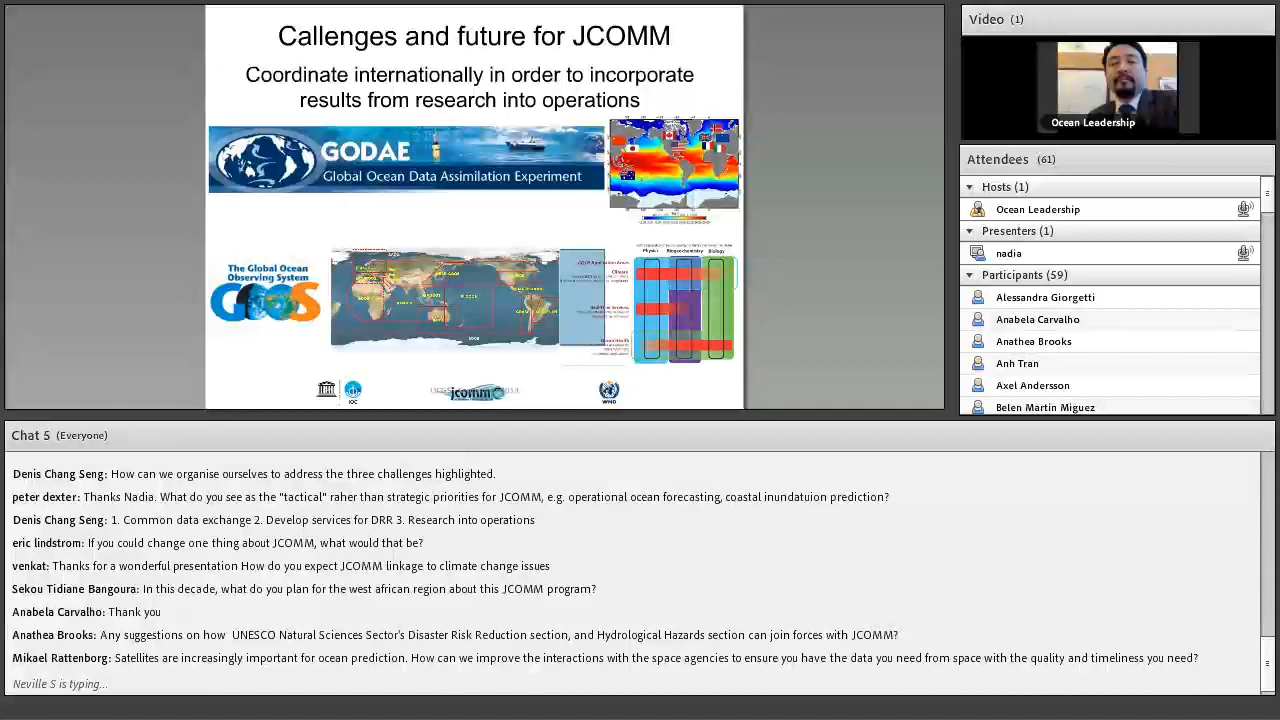 Callenges and future for JCOMM
Coordinate internationally in order to incorporate
results from research into operations
GODAE
Global Ocean Data Assimilation Experiment
The Global Ocean
Observing System
GOOS
Physics Biogeochemistry Biology
GOOS Application Areas
Climate
Ocean Health
IOC
jcomm
WMO
Video (1)
Ocean Leadership
Attendees (61)
Hosts (1)
Ocean Leadership
Presenters (1)
nadia
Participants (59)
Alessandra Giorgetti
Anabela Carvalho
Anathea Brooks
Anh Tran
Axel Andersson
Belen Martin Miguez
Chat 5 (Everyone)
Denis Chang Seng: How can we organise ourselves to address the three challenges highlighted.
peter dexter: Thanks Nadia. What do you see as the "tactical" raher than strategic priorities for JCOMM, e.g. operational ocean forecasting, coastal inundatuion prediction?
Denis Chang Seng: 1. Common data exchange 2. Develop services for DRR 3. Research into operations
eric lindstrom: If you could change one thing about JCOMM, what would that be?
venkat: Thanks for a wonderful presentation How do you expect JCOMM linkage to climate change issues
Sekou Tidiane Bangoura: In this decade, what do you plan for the west african region about this JCOMM program?
Anabela Carvalho: Thank you
Anathea Brooks: Any suggestions on how UNESCO Natural Sciences Sector's Disaster Risk Reduction section, and Hydrological Hazards section can join forces with JCOMM?
Mikael Rattenborg: Satellites are increasingly important for ocean prediction. How can we improve the interactions with the space agencies to ensure you have the data you need from space with the quality and timeliness you need?
Neville S is typing...